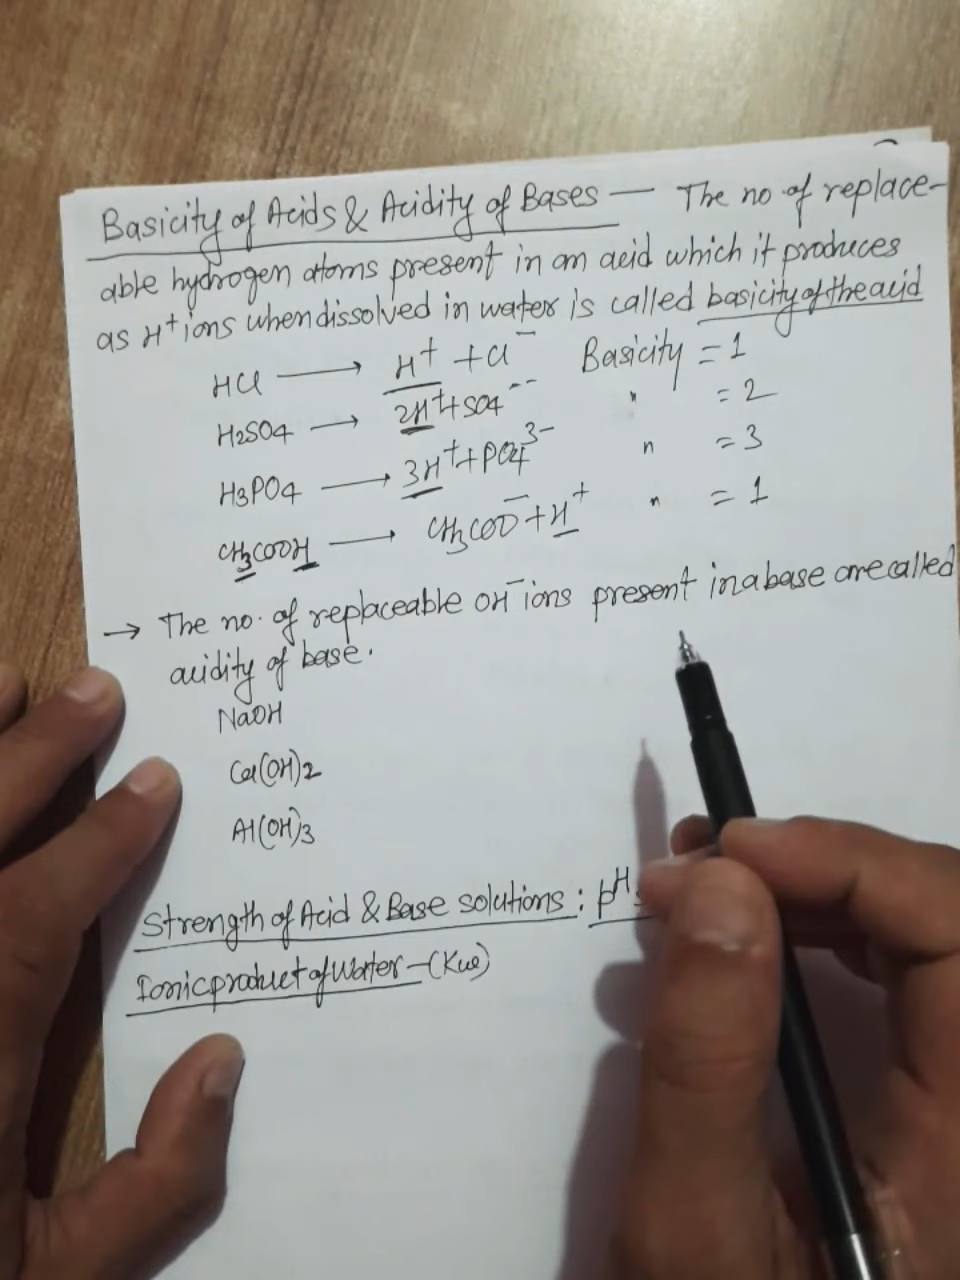 Basicity of Acids & Acidity of Bases — The no of replace-
able hydrogen atoms present in an acid which it produces
as H+ ions when dissolved in water is called basicity of the acid
HCl ⟶ H+ + Cl- Basicity = 1
H2SO4 ⟶ 2H+ + SO4-- " = 2
H3PO4 ⟶ 3H+ + PO4 3- " = 3
CH3COOH ⟶ CH3COO- + H+ " = 1
→ The no. of replaceable OH- ions present in a base are called
acidity of base.
NaOH
Ca(OH)2
Al(OH)3
Strength of Acid & Base solutions : pH
Ionic product of Water - (Kw)